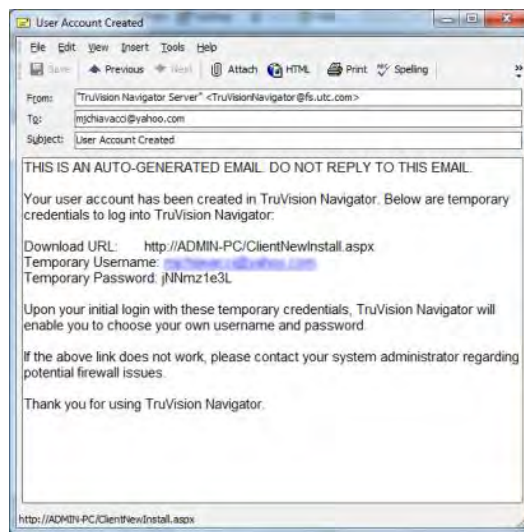 User Account Created
File Edit View Insert Tools Help
Save Previous Next Attach HTML Print Spelling
From: "TruVision Navigator Server" <TruVisionNavigator@fs.utc.com>
To: mjchiavacci@yahoo.com
Subject: User Account Created
THIS IS AN AUTO-GENERATED EMAIL. DO NOT REPLY TO THIS EMAIL.
Your user account has been created in TruVision Navigator. Below are temporary
credentials to log into TruVision Navigator:
Download URL: http://ADMIN-PC/ClientNewInstall.aspx
Temporary Username: mjchiavacci@yahoo.com
Temporary Password: jNNmz1e3L
Upon your initial login with these temporary credentials, TruVision Navigator will
enable you to choose your own username and password.
If the above link does not work, please contact your system administrator regarding
potential firewall issues.
Thank you for using TruVision Navigator.
http://ADMIN-PC/ClientNewInstall.aspx